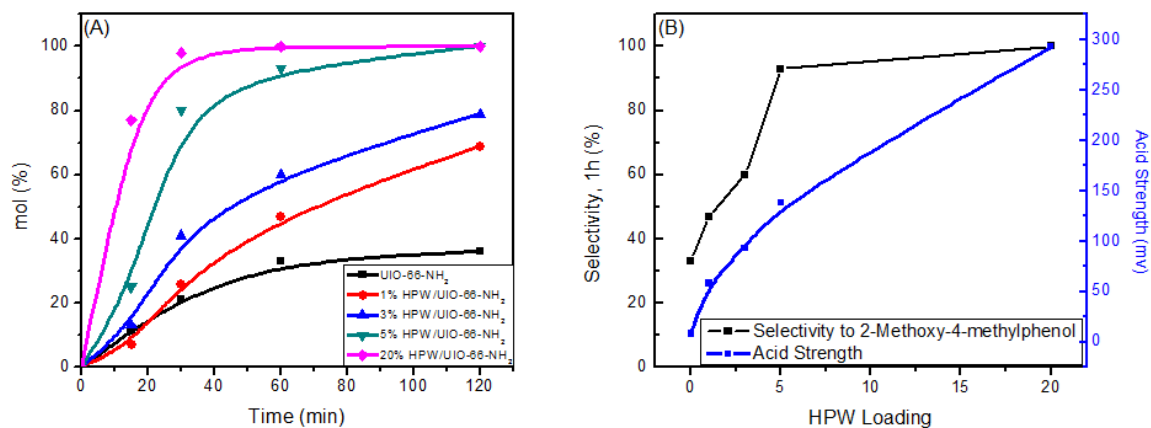 (A)
100
80
60
40
20
0
mol (%)
0 20 40 60 80 100 120
Time (min)
UIO-66-NH₂
1% HPW/UIO-66-NH₂
3% HPW/UIO-66-NH₂
5% HPW/UIO-66-NH₂
20% HPW/UIO-66-NH₂
(B)
100
80
60
40
20
0
Selectivity, 1h (%)
0 5 10 15 20
HPW Loading
Selectivity to 2-Methoxy-4-methylphenol
Acid Strength
300
250
200
150
100
50
0
Acid Strength (mv)